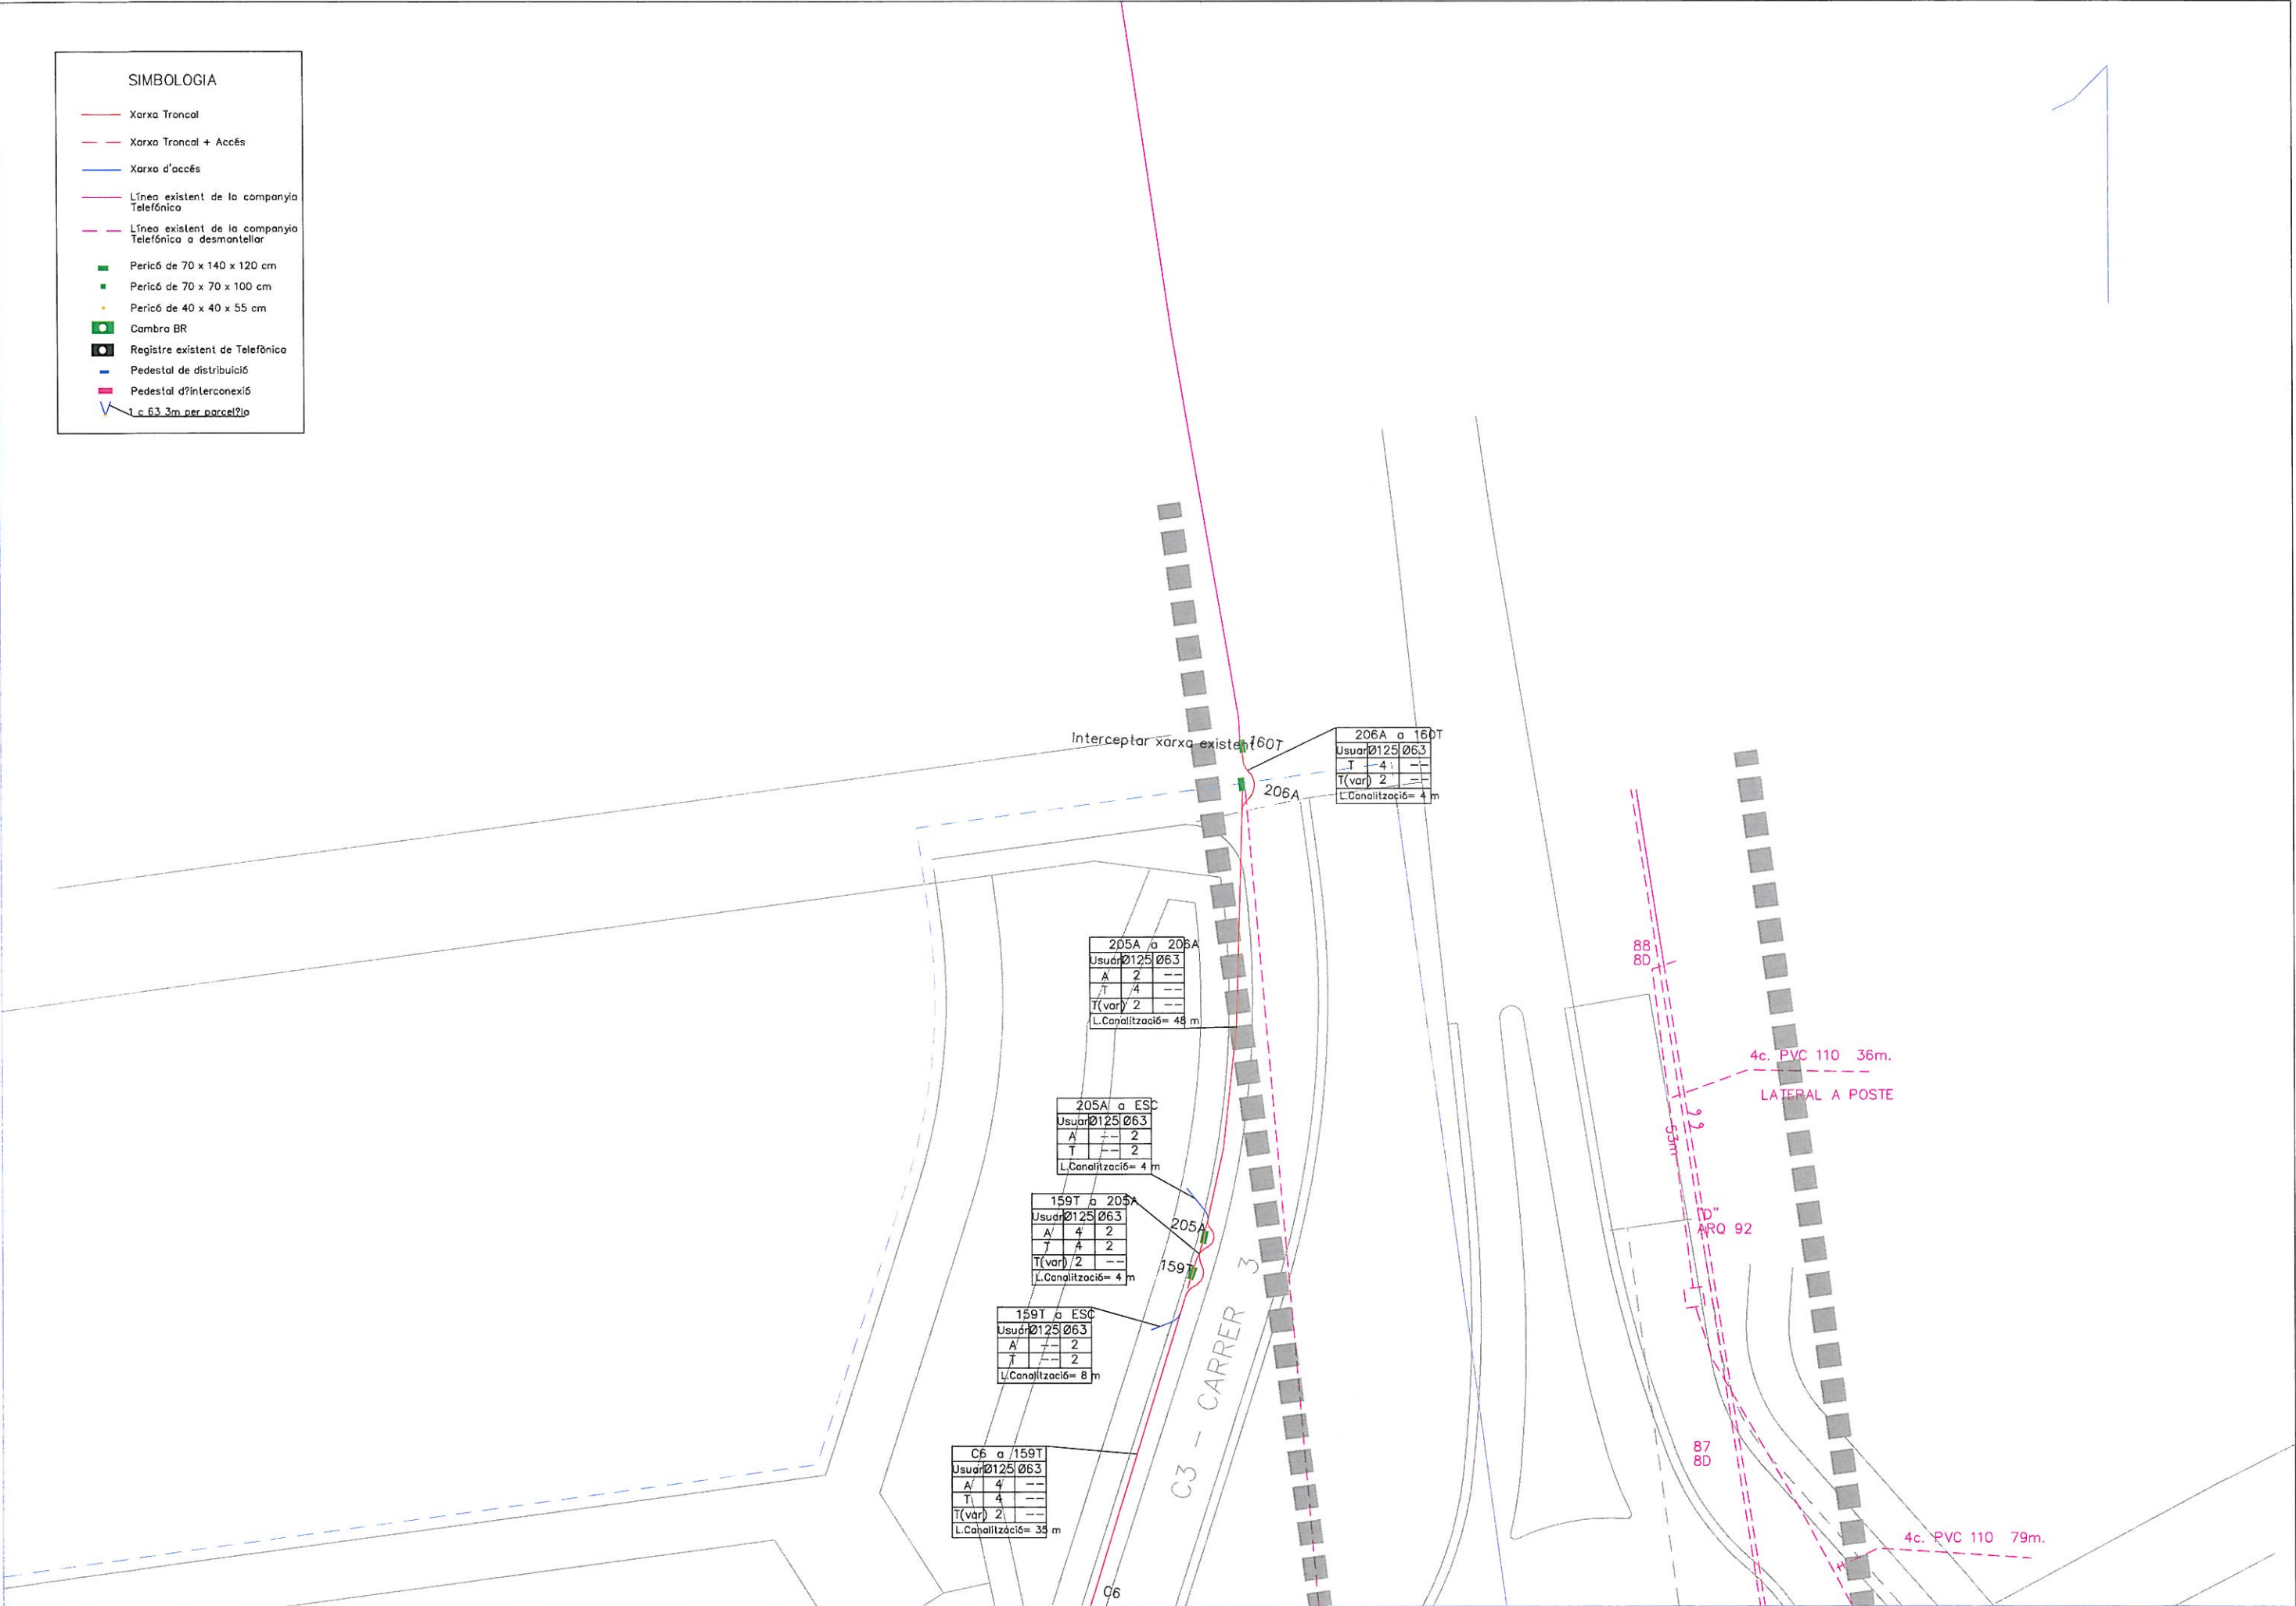 SIMBOLOGIA
Xarxa Troncal
Xarxa Troncal + Accés
Xarxa d'accés
Línea existent de la companyia
Telefónica
Línea existent de la companyia
Telefónica a desmantellar
Pericó de 70 x 140 x 120 cm
Pericó de 70 x 70 x 100 cm
Pericó de 40 x 40 x 55 cm
Cambra BR
Registre existent de Telefònica
Pedestal de distribuició
Pedestal d?interconexió
1 c 63 3m per parcel?la
1
Interceptar xarxa existent
160T
206A a 160T
Usuari Ø125 Ø63
T 4 --
T(var) 2 --
L.Canalització= 4 m
206A
205A a 206A
Usuari Ø125 Ø63
A 2 --
T 4 --
T(var) 2 --
L.Canalització= 48 m
88
8D
4c. PVC 110 36m.
LATERAL A POSTE
99
53m
205A a ESC
Usuari Ø125 Ø63
A -- 2
T -- 2
L.Canalització= 4 m
159T a 205A
Usuari Ø125 Ø63
A 4 2
T 4 2
T(var) 2 --
L.Canalització= 4 m
205A
159T
"D"
ARQ 92
159T a ESC
Usuari Ø125 Ø63
A -- 2
T -- 2
L.Canalització= 8 m
C3 - CARRER 3
C6 a 159T
Usuari Ø125 Ø63
A 4 --
T 4 --
T(var) 2 --
L.Canalització= 35 m
87
8D
4c. PVC 110 79m.
C6